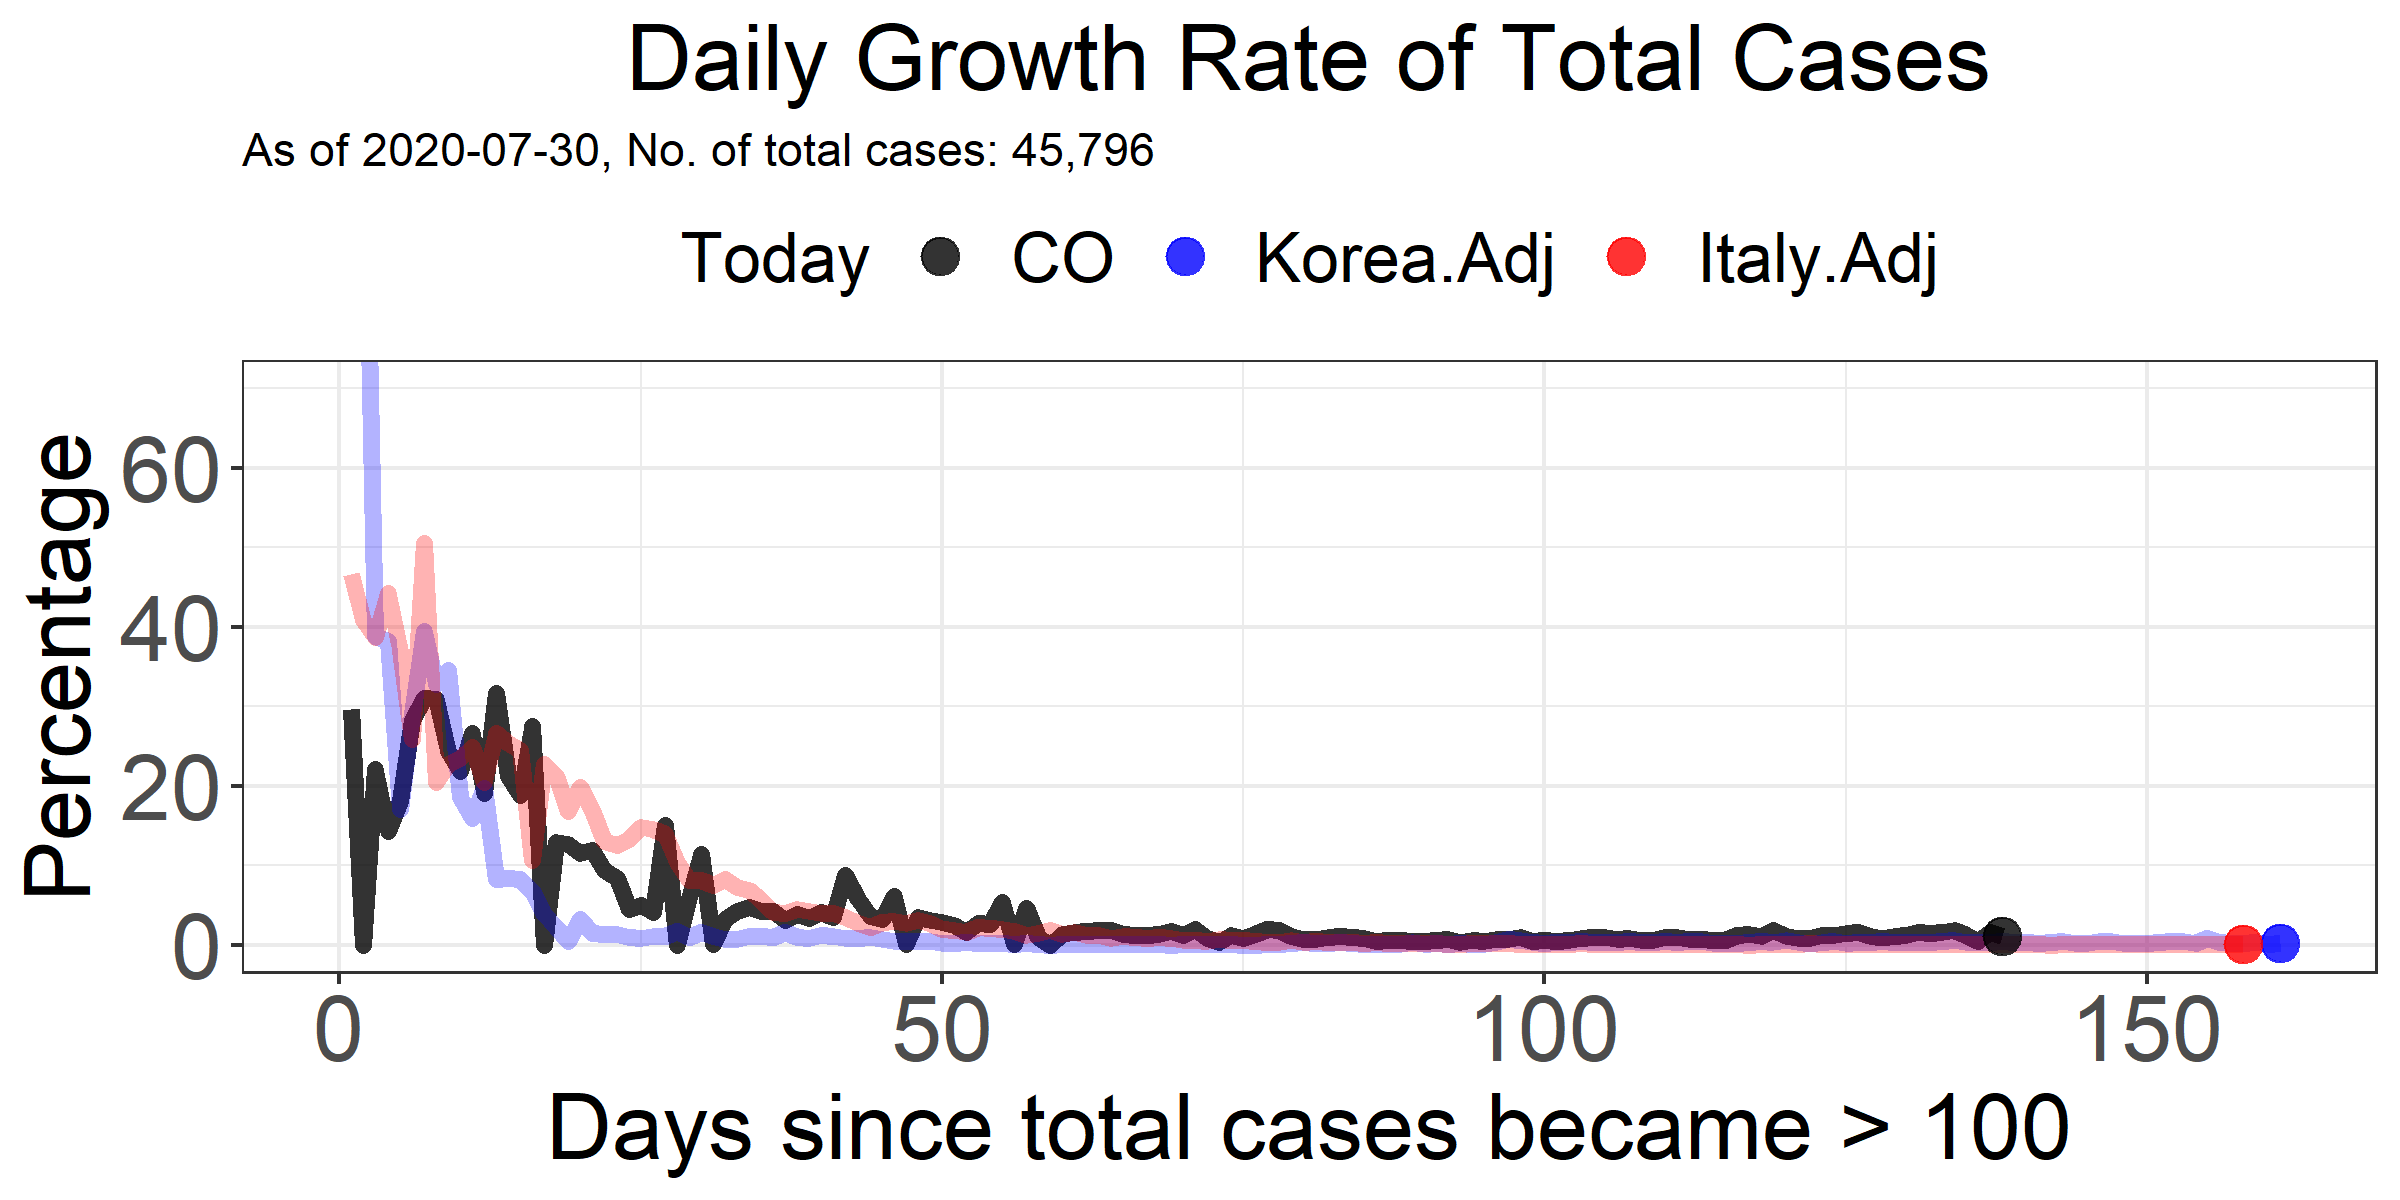 Daily Growth Rate of Total Cases
As of 2020-07-30, No. of total cases: 45,796
Today CO Korea.Adj Italy.Adj
Percentage
60
40
20
0
0 50 100 150
Days since total cases became > 100